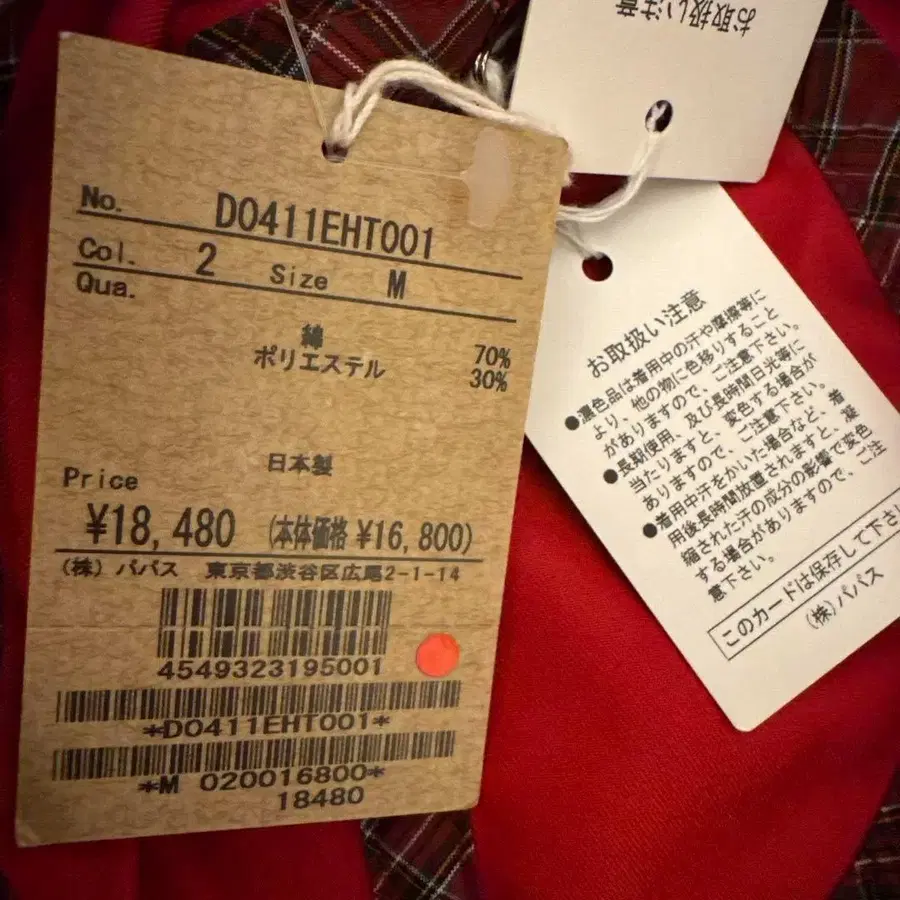 No. DO411EHT001
Col. 2 Size M
Qua.
綿 70%
ポリエステル 30%
日本製
Price
¥18,480 (本体価格 ¥16,800)
(株) パパス 東京都渋谷区広尾2-1-14
4549323195001
*DO411EHT001*
*M 020016800*
18480
お取扱い注意
お取扱い注意
●濃色品は着用中の汗や摩擦等に
より、他の物に色移りすること
がありますので、ご注意下さい。
●長期使用、及び長時間日光等に
当たりますと、変色する場合が
ありますので、ご注意下さい。
●着用中汗をかいた場合など、着
用後長時間放置されますと、凝
縮された汗の成分の影響で変色
する場合がありますので、ご注
意下さい。
このカードは保存して下さい
(株)パパス